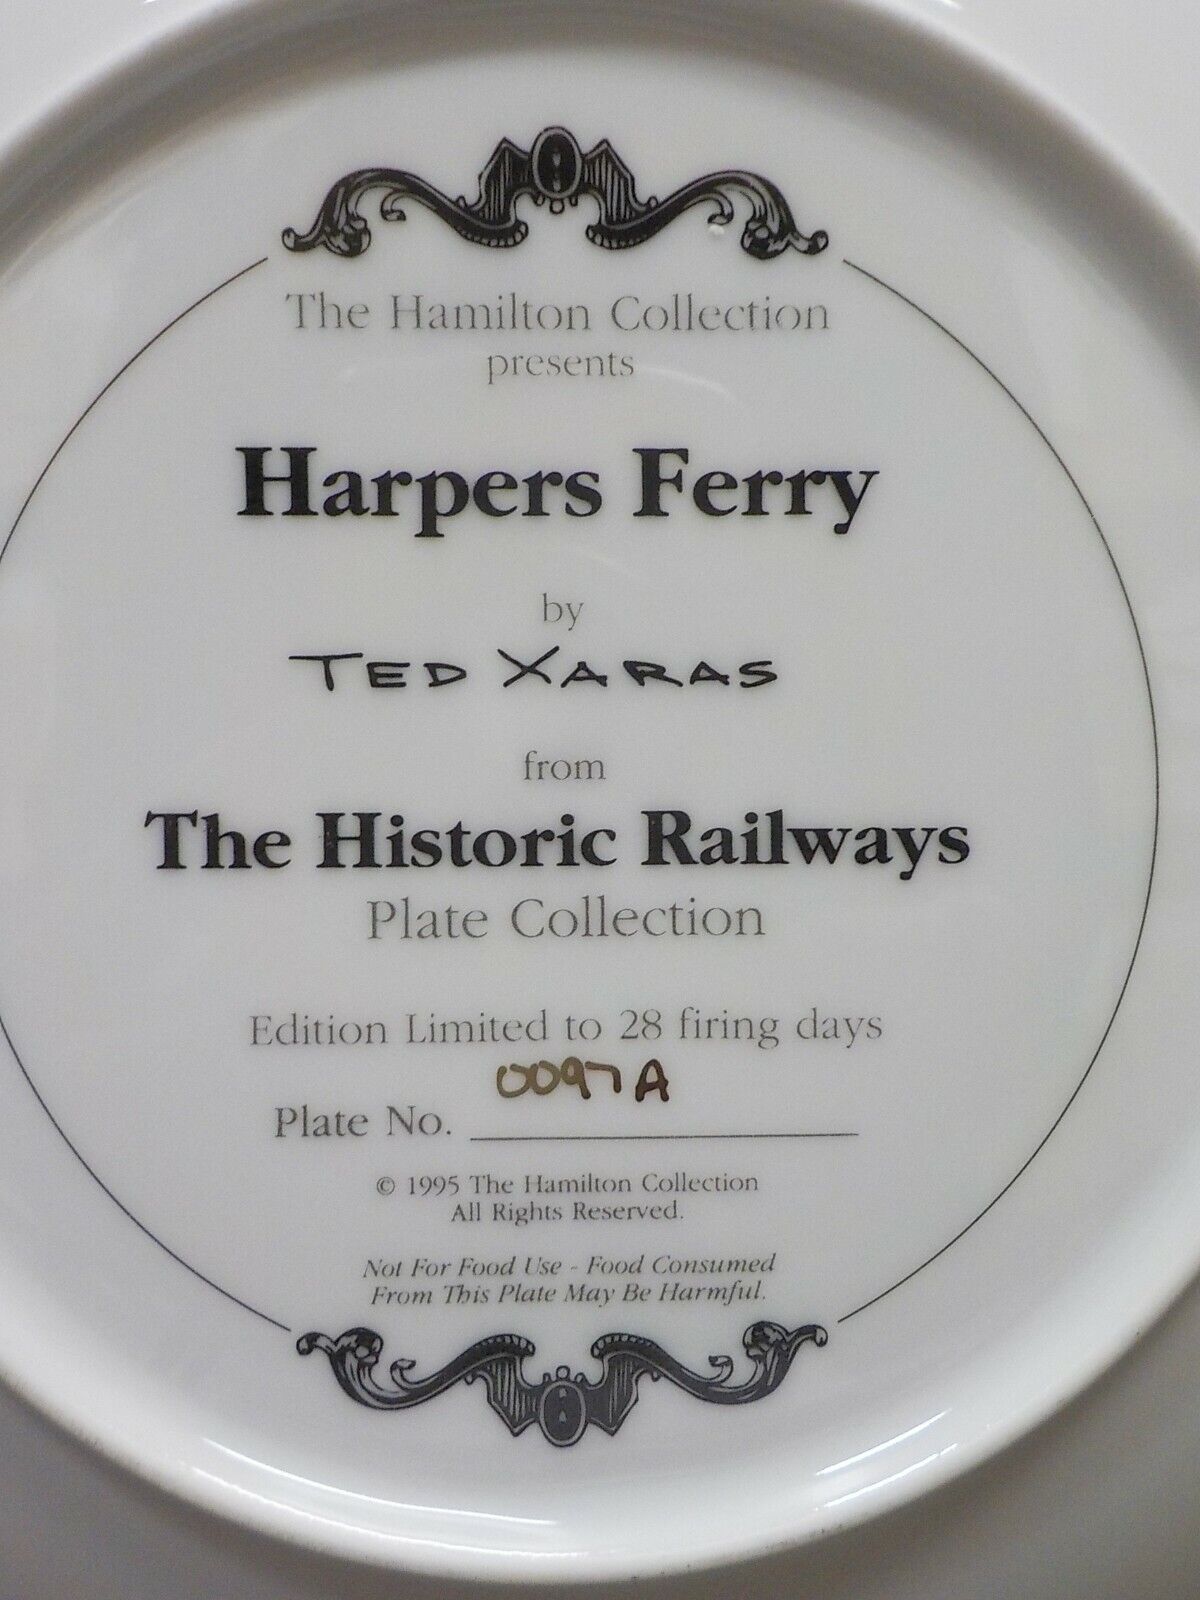 The Hamilton Collection
presents
Harpers Ferry
by
TED XARAS
from
The Historic Railways
Plate Collection
Edition Limited to 28 firing days
0097A
Plate No.
© 1995 The Hamilton Collection
All Rights Reserved.
Not For Food Use - Food Consumed
From This Plate May Be Harmful.